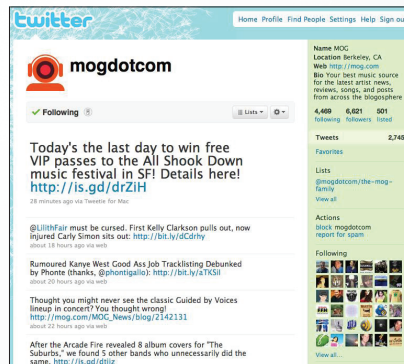 twitter
Home Profile Find People Settings Help Sign out
mogdotcom
Following
Lists
Today's the last day to win free
VIP passes to the All Shook Down
music festival in SF! Details here!
http://is.gd/drZiH
28 minutes ago via Tweetie for Mac
@LilithFair must be cursed. First Kelly Clarkson pulls out, now
injured Carly Simon sits out: http://bit.ly/dCdrhy
about 18 hours ago via web
Rumoured Kanye West Good Ass Job Tracklisting Debunked
by Phonte (thanks, @phontigallo): http://bit.ly/aTKSil
about 20 hours ago via web
Thought you might never see the classic Guided by Voices
lineup in concert? You thought wrong!
http://mog.com/MOG_News/blog/2142131
about 22 hours ago via web
After the Arcade Fire revealed 8 album covers for "The
Suburbs," we found 5 other bands who unnecessarily did the
same. http://is.gd/dtiiz
Name MOG
Location Berkeley, CA
Web http://mog.com
Bio Your best music source
for the latest artist news,
reviews, songs, and posts
from across the blogosphere
4,469 6,621 501
following followers listed
Tweets 2,745
Favorites
Lists
@mogdotcom/the-mog-
family
View all
Actions
block mogdotcom
report for spam
Following
View all...